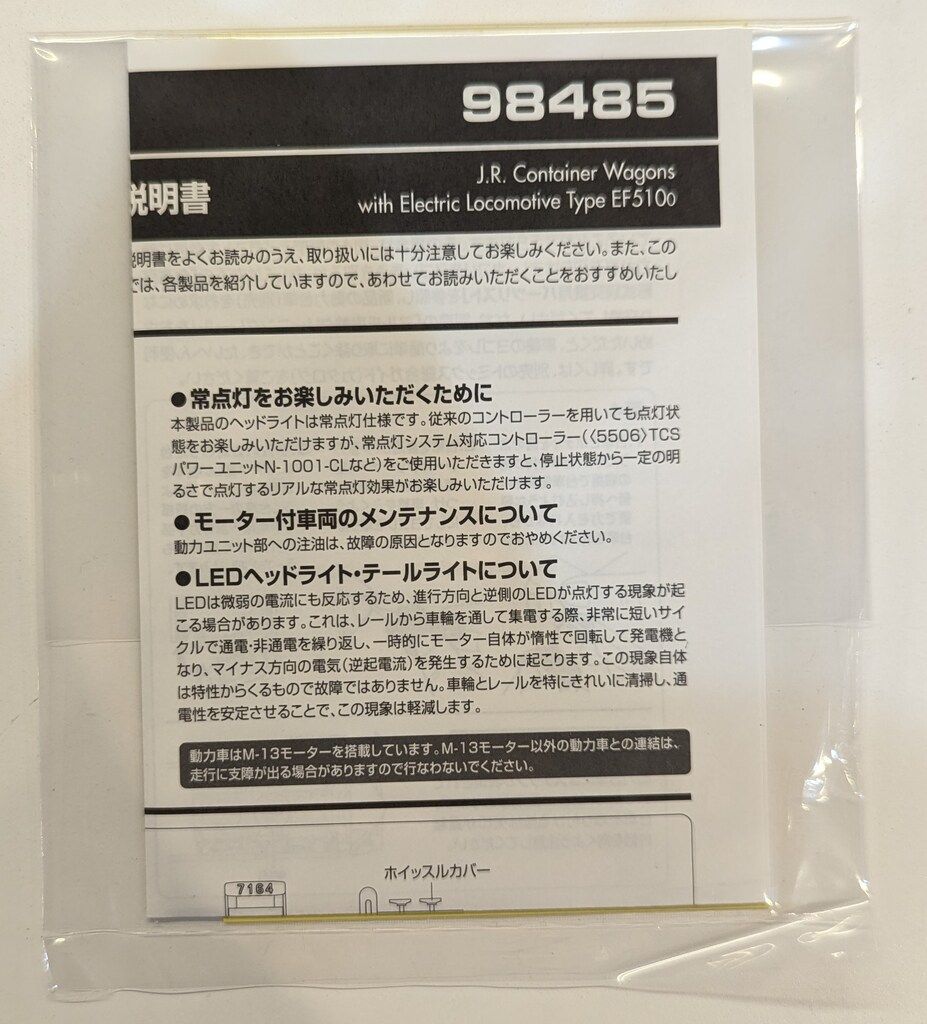 98485
J.R. Container Wagons
説明書 with Electric Locomotive Type EF5100
説明書をよくお読みのうえ、取り扱いには十分注意してお楽しみください。また、この
では、各製品を紹介していますので、あわせてお読みいただくことをおすすめいたし
●常点灯をお楽しみいただくために
本製品のヘッドライトは常点灯仕様です。従来のコントローラーを用いても点灯状
態をお楽しみいただけますが、常点灯システム対応コントローラー(〈5506〉TCS
パワーユニットN-1001-CLなど)をご使用いただきますと、停止状態から一定の明
るさで点灯するリアルな常点灯効果がお楽しみいただけます。
●モーター付車両のメンテナンスについて
動力ユニット部への注油は、故障の原因となりますのでおやめください。
●LEDヘッドライト・テールライトについて
LEDは微弱の電流にも反応するため、進行方向と逆側のLEDが点灯する現象が起
こる場合があります。これは、レールから車輪を通して集電する際、非常に短いサイ
クルで通電・非通電を繰り返し、一時的にモーター自体が惰性で回転して発電機と
なり、マイナス方向の電気(逆起電流)を発生するために起こります。この現象自体
は特性からくるもので故障ではありません。車輪とレールを特にきれいに清掃し、通
電性を安定させることで、この現象は軽減します。
動力車はM-13モーターを搭載しています。M-13モーター以外の動力車との連結は、
走行に支障が出る場合がありますので行なわないでください。
ホイッスルカバー
7164